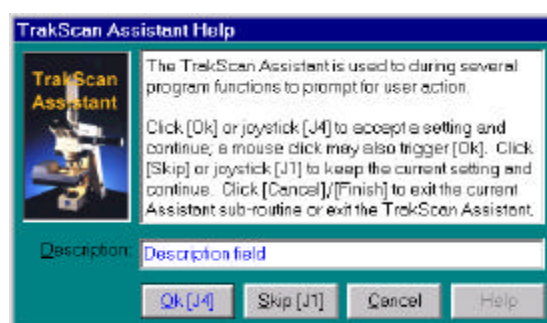 TrakScan Assistant Help
TrakScan
Assistant
The TrakScan Assistant is used to during several
program functions to prompt for user action.
Click [Ok] or joystick [J4] to accept a setting and
continue; a mouse click may also trigger [Ok]. Click
[Skip] or joystick [J1] to keep the current setting and
continue. Click [Cancel]/[Finish] to exit the current
Assistant sub-routine or exit the TrakScan Assistant.
Description: Description field
Ok [J4] Skip [J1] Cancel Help